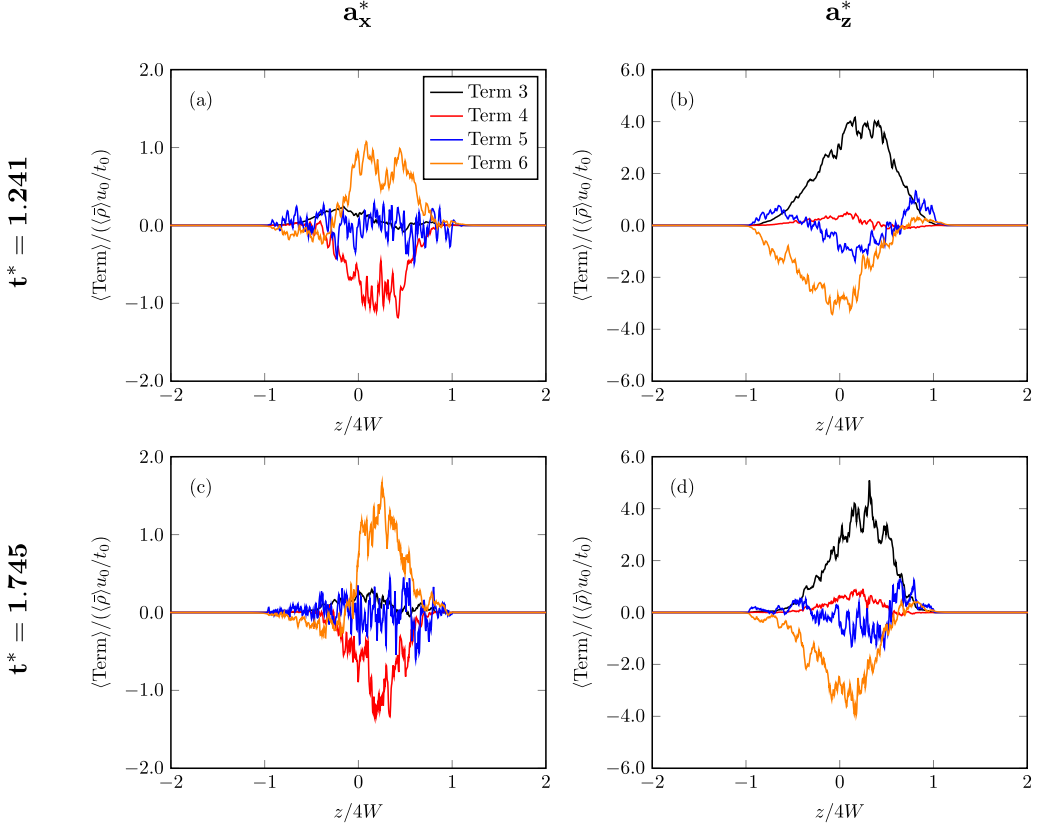 a*x a*z
t* = 1.241
(a)
Term 3
Term 4
Term 5
Term 6
2.0
1.0
0.0
−1.0
−2.0
⟨Term⟩/(⟨ρ̄⟩u0/t0)
−2 −1 0 1 2
z/4W
(b)
6.0
4.0
2.0
0.0
−2.0
−4.0
−6.0
⟨Term⟩/(⟨ρ̄⟩u0/t0)
−2 −1 0 1 2
z/4W
t* = 1.745
(c)
2.0
1.0
0.0
−1.0
−2.0
⟨Term⟩/(⟨ρ̄⟩u0/t0)
−2 −1 0 1 2
z/4W
(d)
6.0
4.0
2.0
0.0
−2.0
−4.0
−6.0
⟨Term⟩/(⟨ρ̄⟩u0/t0)
−2 −1 0 1 2
z/4W